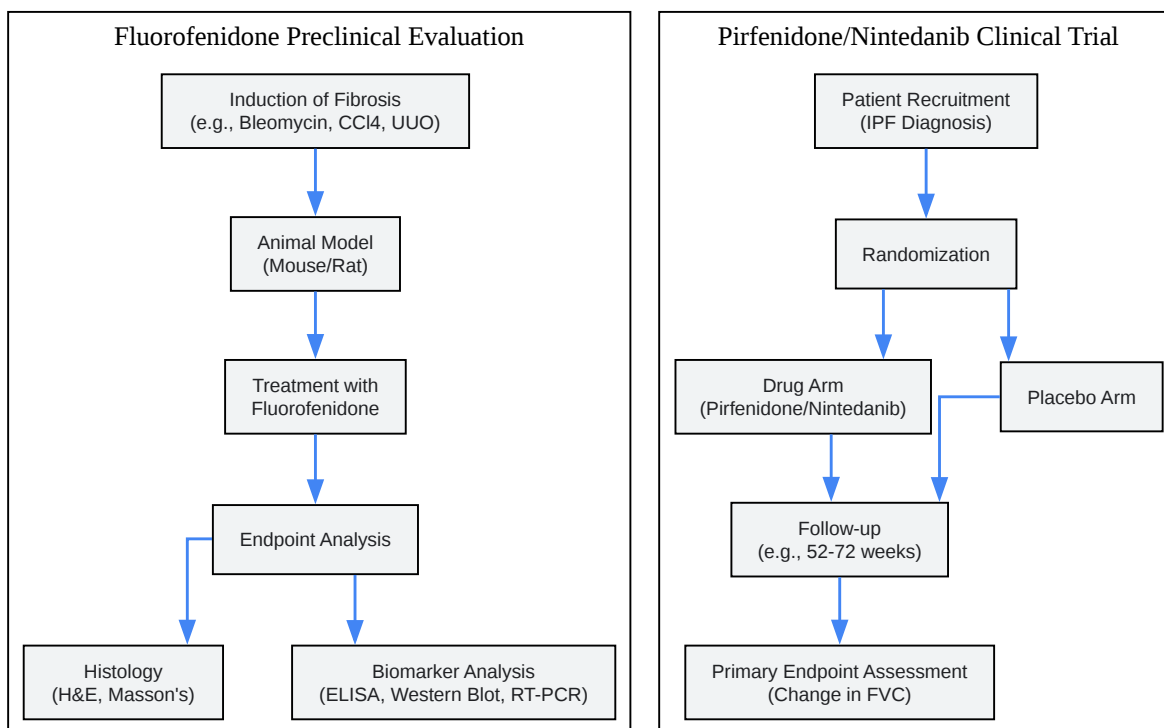 Fluorofenidone Preclinical Evaluation
Induction of Fibrosis
(e.g., Bleomycin, CCl4, UUO)
Animal Model
(Mouse/Rat)
Treatment with
Fluorofenidone
Endpoint Analysis
Histology
(H&E, Masson's)
Biomarker Analysis
(ELISA, Western Blot, RT-PCR)
Pirfenidone/Nintedanib Clinical Trial
Patient Recruitment
(IPF Diagnosis)
Randomization
Drug Arm
(Pirfenidone/Nintedanib)
Placebo Arm
Follow-up
(e.g., 52-72 weeks)
Primary Endpoint Assessment
(Change in FVC)